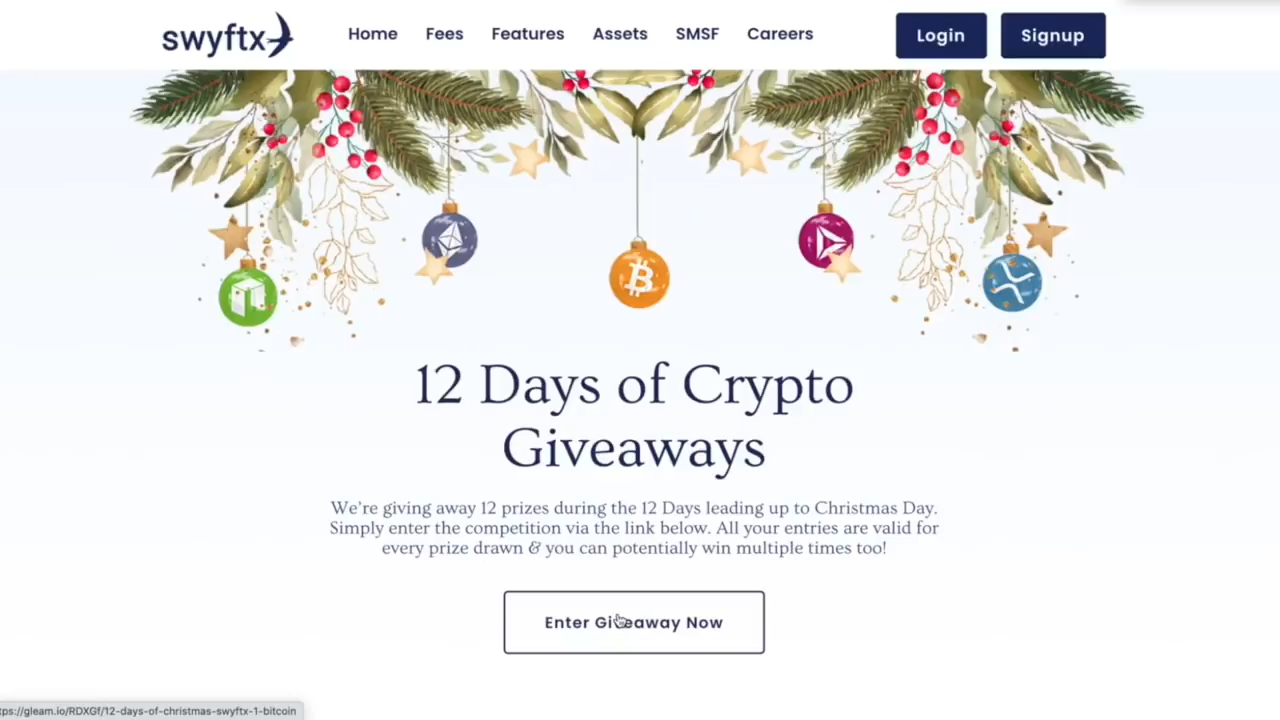 swyftx
Home Fees Features Assets SMSF Careers
Login Signup
12 Days of Crypto
Giveaways
We're giving away 12 prizes during the 12 Days leading up to Christmas Day.
Simply enter the competition via the link below. All your entries are valid for
every prize drawn & you can potentially win multiple times too!
Enter Giveaway Now
tps://gleam.io/RDXGf/12-days-of-christmas-swyftx-1-bitcoin